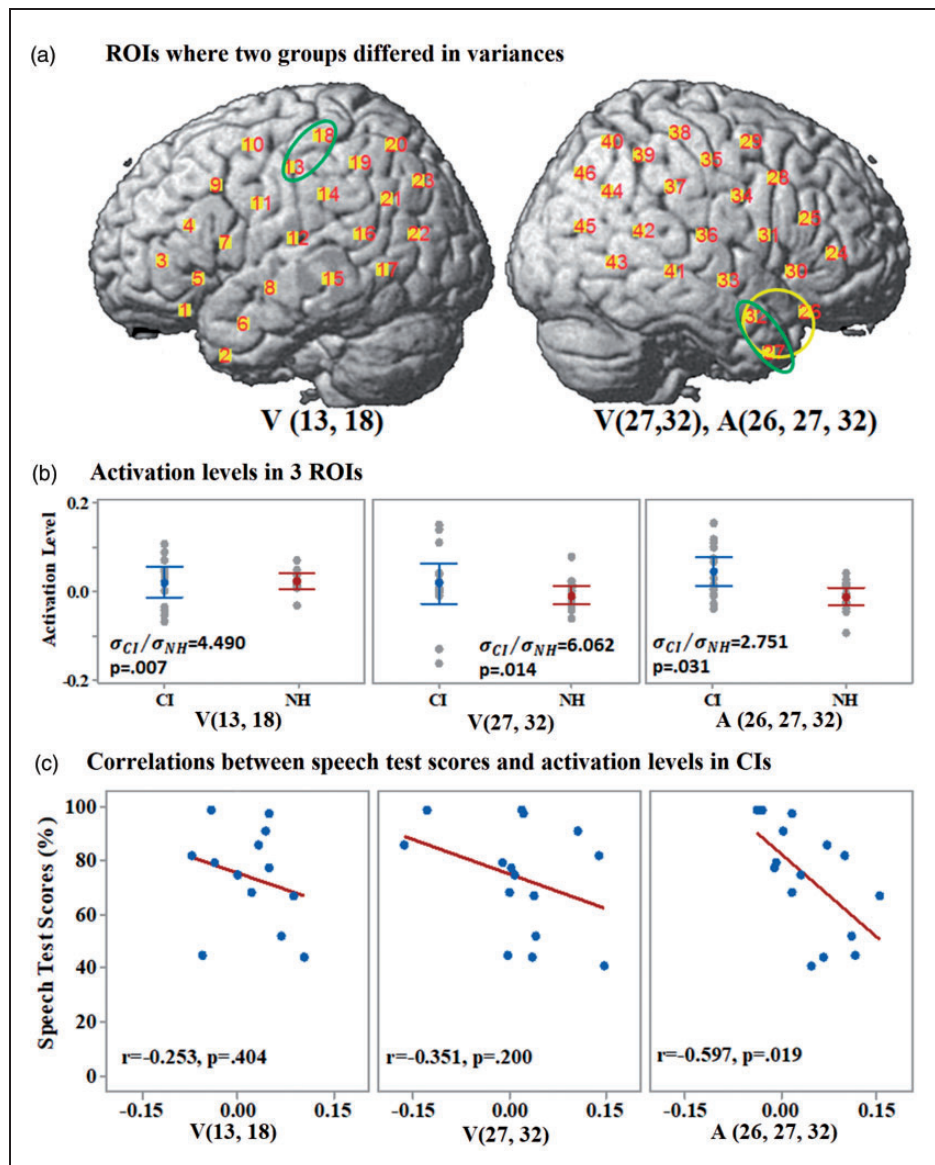 (a) ROIs where two groups differed in variances
10 18 20
13 19 23
9 14 21
11
4 7 12 16 22
3 5 8 15 17
1 6
2
40 38 29
39 35
46 44 37 34 28
45 42 36 31 25
43 41 33 30 24
32 26
27
V (13, 18) V(27,32), A(26, 27, 32)
(b) Activation levels in 3 ROIs
Activation Level
0.2
0.0
-0.2
σCI/σNH=4.490
p=.007
σCI/σNH=6.062
p=.014
σCI/σNH=2.751
p=.031
CI NH CI NH CI NH
V(13, 18) V(27, 32) A (26, 27, 32)
(c) Correlations between speech test scores and activation levels in CIs
Speech Test Scores (%)
100
80
60
40
20
0
r=-0.253, p=.404 r=-0.351, p=.200 r=-0.597, p=.019
-0.15 0.00 0.15 -0.15 0.00 0.15 -0.15 0.00 0.15
V(13, 18) V(27, 32) A (26, 27, 32)